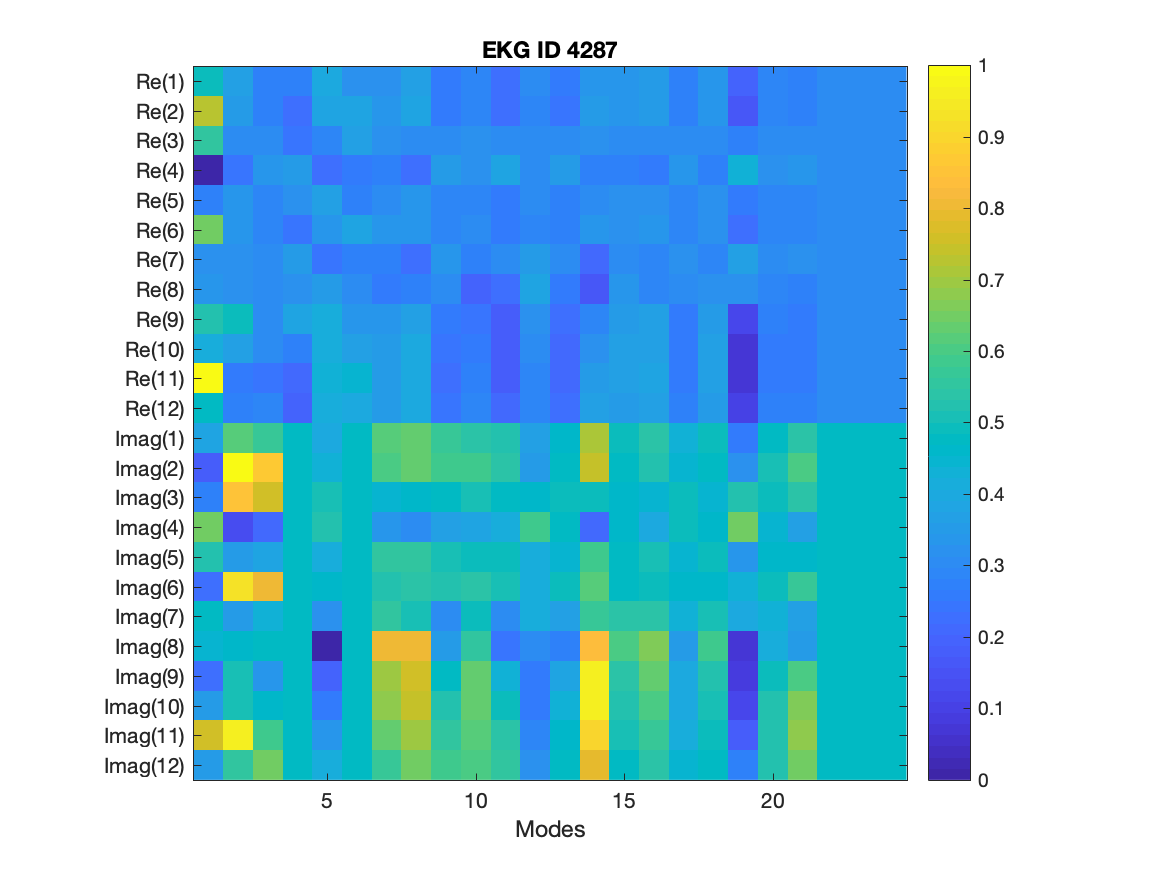 EKG ID 4287
Re(1)
Re(2)
Re(3)
Re(4)
Re(5)
Re(6)
Re(7)
Re(8)
Re(9)
Re(10)
Re(11)
Re(12)
Imag(1)
Imag(2)
Imag(3)
Imag(4)
Imag(5)
Imag(6)
Imag(7)
Imag(8)
Imag(9)
Imag(10)
Imag(11)
Imag(12)
5 10 15 20
Modes
1
0.9
0.8
0.7
0.6
0.5
0.4
0.3
0.2
0.1
0